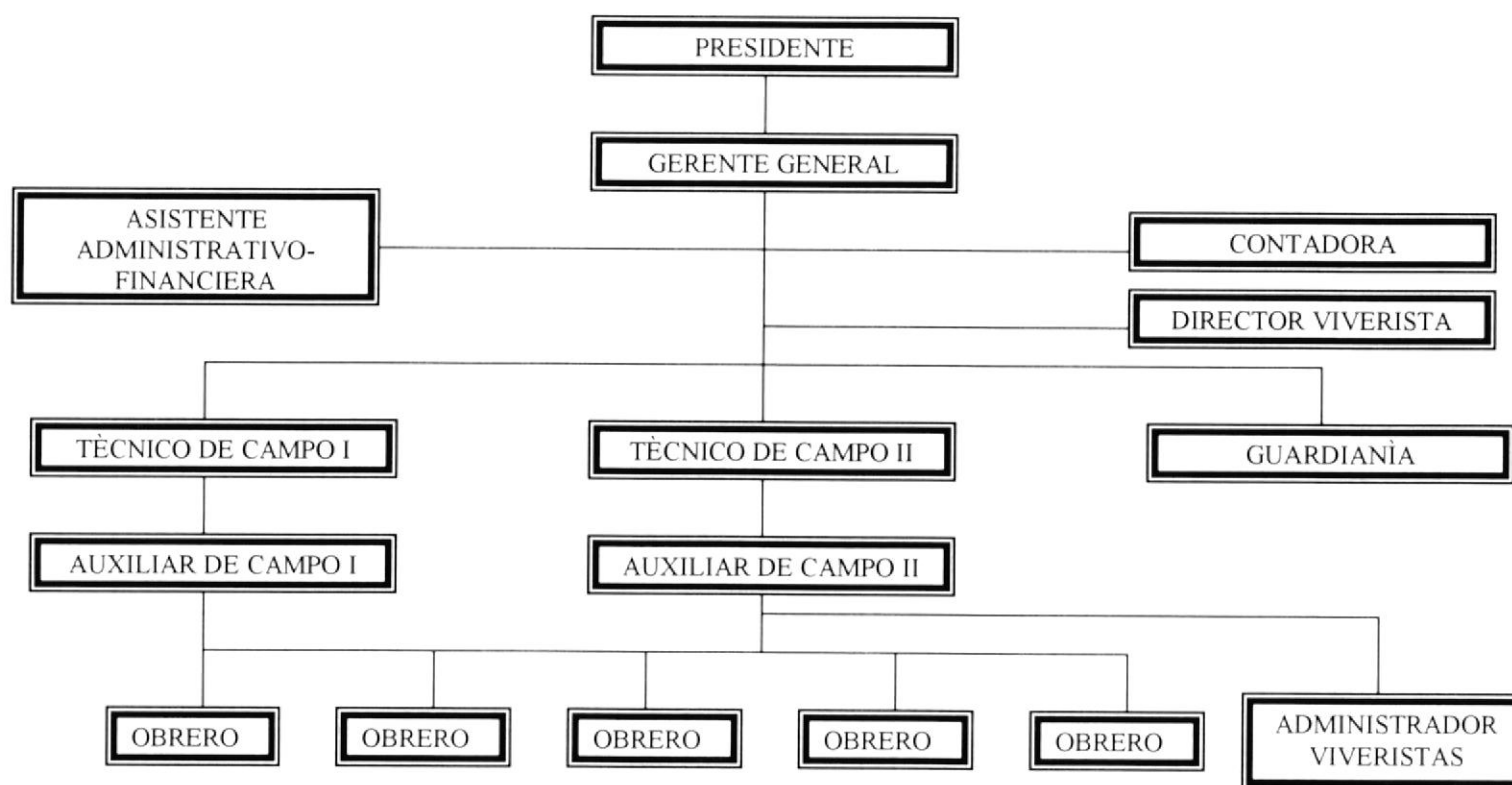 PRESIDENTE
GERENTE GENERAL
ASISTENTE
ADMINISTRATIVO-
FINANCIERA
CONTADORA
DIRECTOR VIVERISTA
TÈCNICO DE CAMPO I
TÈCNICO DE CAMPO II
GUARDIANÌA
AUXILIAR DE CAMPO I
AUXILIAR DE CAMPO II
OBRERO
OBRERO
OBRERO
OBRERO
OBRERO
ADMINISTRADOR
VIVERISTAS